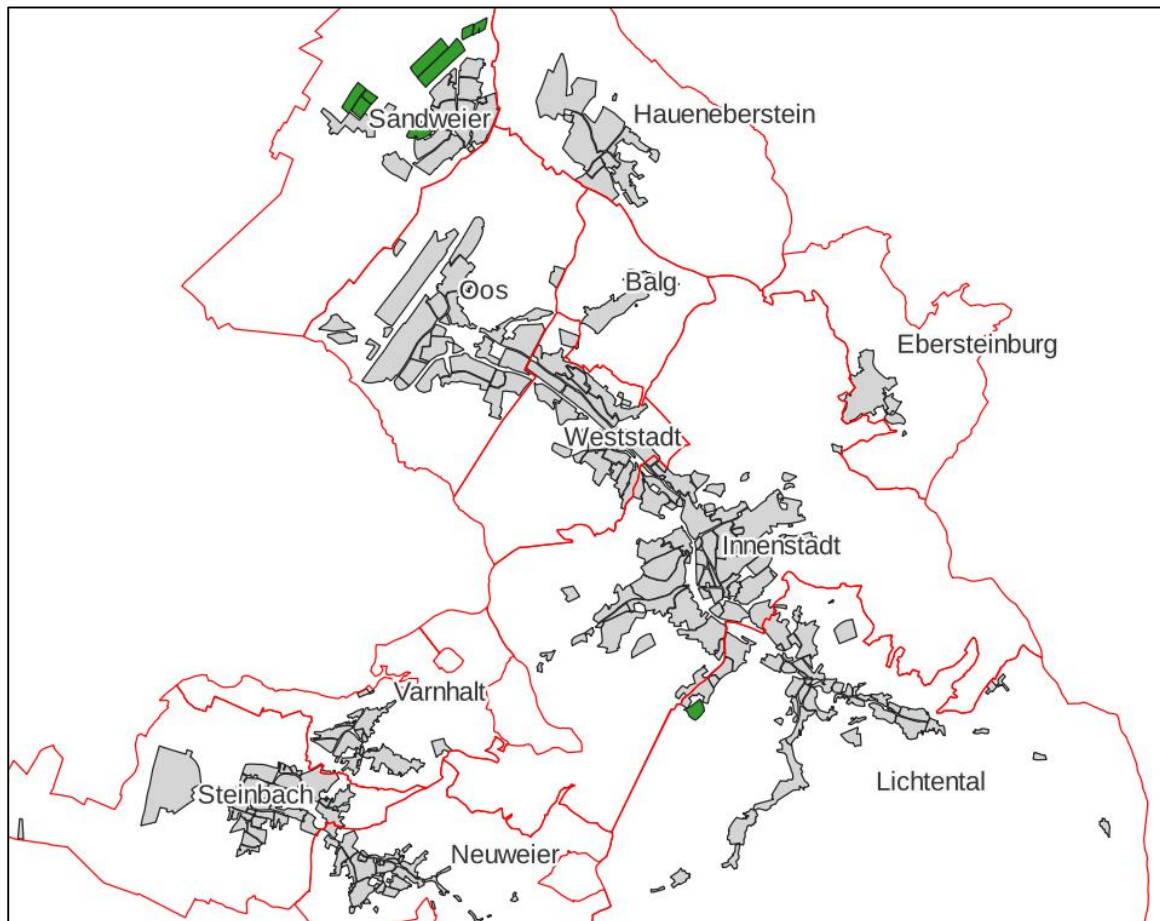 Sandweier
Haueneberstein
Oos
Balg
Ebersteinburg
Weststadt
Innenstadt
Varnhalt
Steinbach
Lichtental
Neuweier